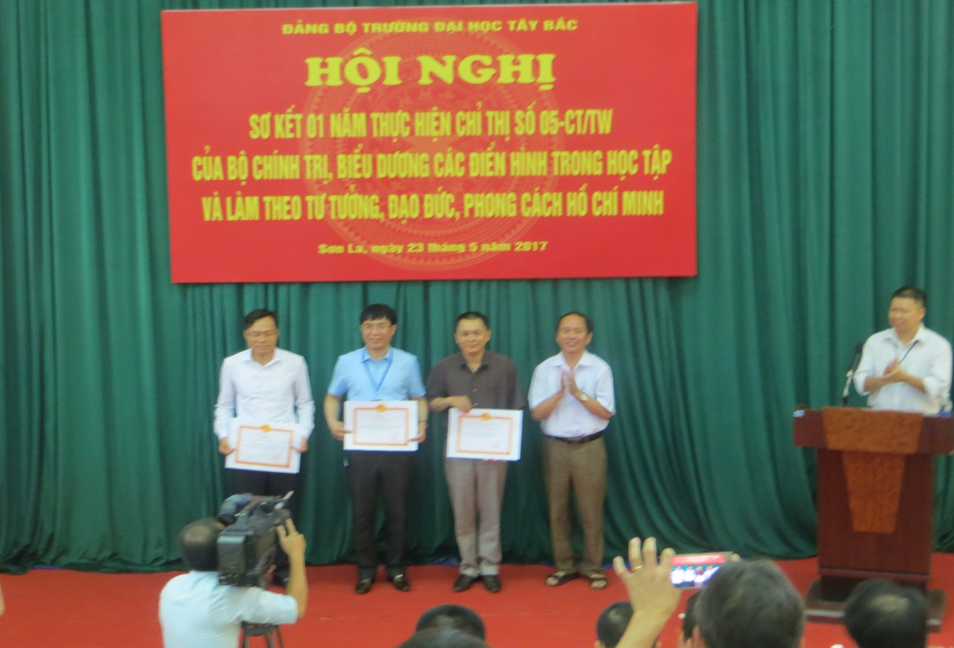 ĐẢNG BỘ TRƯỜNG ĐẠI HỌC TÂY BẮC
HỘI NGHỊ
SƠ KẾT 01 NĂM THỰC HIỆN CHỈ THỊ SỐ 05-CT/TW
CỦA BỘ CHÍNH TRỊ, BIỂU DƯƠNG CÁC ĐIỂN HÌNH TRONG HỌC TẬP
VÀ LÀM THEO TƯ TƯỞNG, ĐẠO ĐỨC, PHONG CÁCH HỒ CHÍ MINH
Sơn La, ngày 23 tháng 5 năm 2017